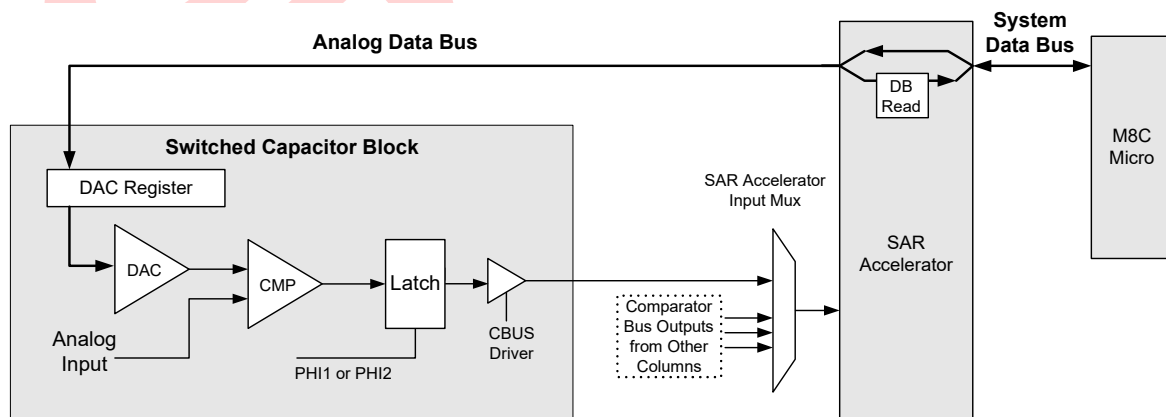 System
Data Bus
Analog Data Bus
DB
Read
M8C
Micro
Switched Capacitor Block
DAC Register
SAR Accelerator
Input Mux
SAR
Accelerator
DAC
CMP
Latch
CBUS
Driver
Analog
Input
PHI1 or PHI2
Comparator
Bus Outputs
from Other
Columns